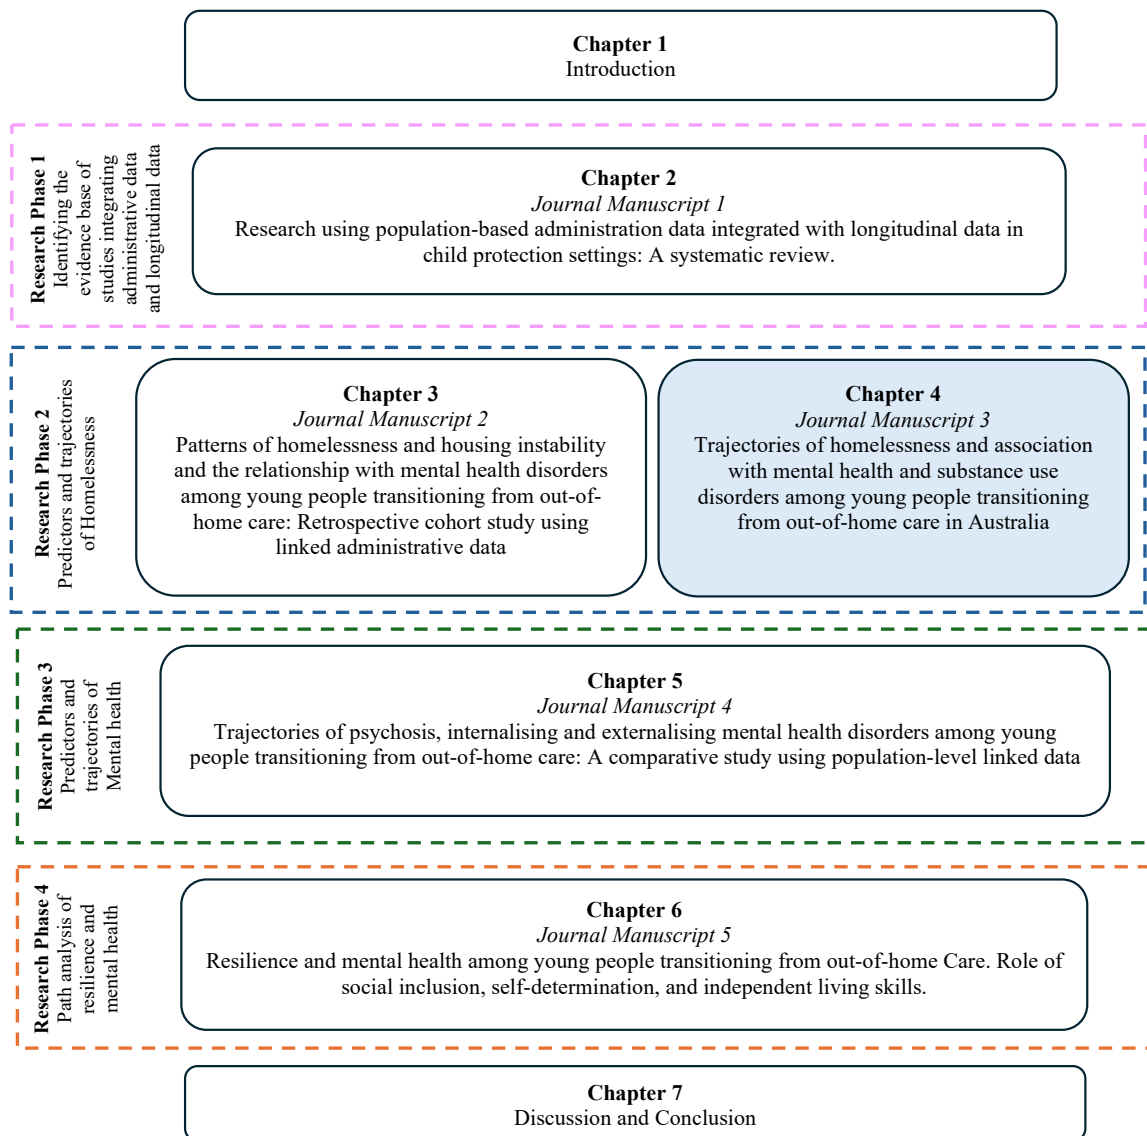 Chapter 1
Introduction
Research Phase 1
Identifying the
evidence base of
studies integrating
administrative data
and longitudinal data
Chapter 2
Journal Manuscript 1
Research using population-based administration data integrated with longitudinal data in
child protection settings: A systematic review.
Research Phase 2
Predictors and trajectories
of Homelessness
Chapter 3
Journal Manuscript 2
Patterns of homelessness and housing instability
and the relationship with mental health disorders
among young people transitioning from out-of-
home care: Retrospective cohort study using
linked administrative data
Chapter 4
Journal Manuscript 3
Trajectories of homelessness and association
with mental health and substance use
disorders among young people transitioning
from out-of-home care in Australia
Research Phase 3
Predictors and
trajectories of
Mental health
Chapter 5
Journal Manuscript 4
Trajectories of psychosis, internalising and externalising mental health disorders among young
people transitioning from out-of-home care: A comparative study using population-level linked data
Research Phase 4
Path analysis of
resilience and
mental health
Chapter 6
Journal Manuscript 5
Resilience and mental health among young people transitioning from out-of-home Care. Role of
social inclusion, self-determination, and independent living skills.
Chapter 7
Discussion and Conclusion